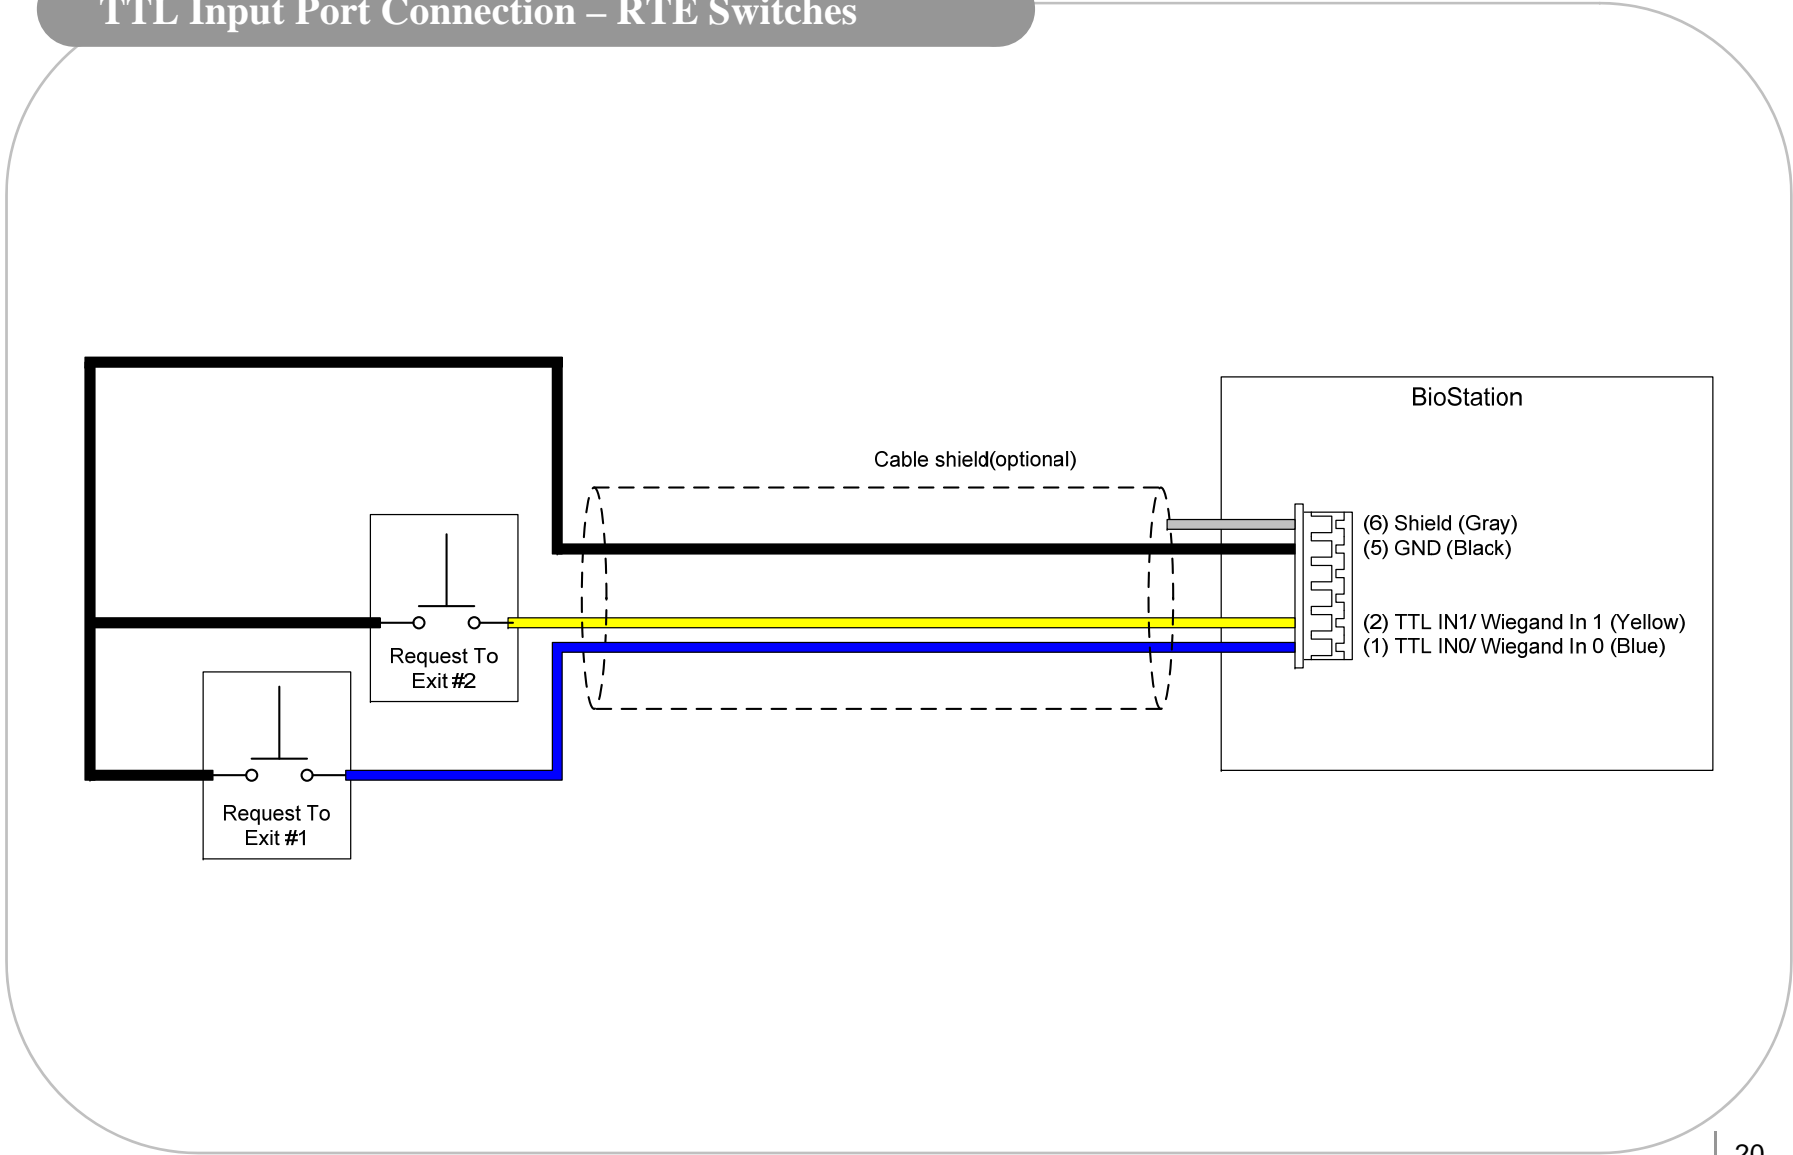 TTL Input Port Connection – RTE Switches
BioStation
Cable shield(optional)
(6) Shield (Gray)
(5) GND (Black)
(2) TTL IN1/ Wiegand In 1 (Yellow)
(1) TTL IN0/ Wiegand In 0 (Blue)
Request To
Exit #2
Request To
Exit #1
20